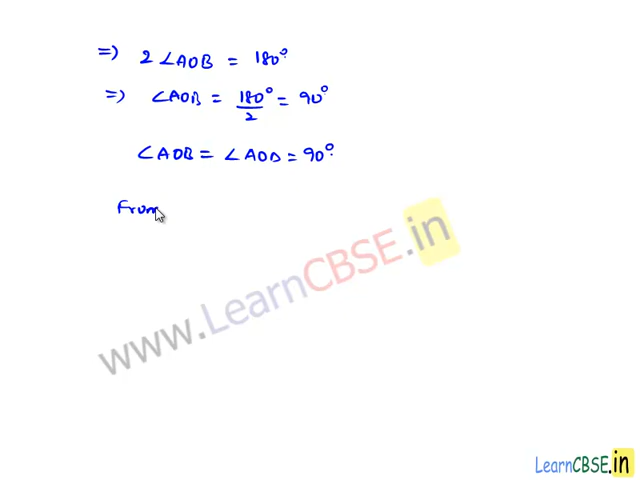 =) 2 ∠AOB = 180°
=) ∠AOB = 180°/2 = 90°
∠AOB = ∠AOD = 90°
From
www.LearnCBSE.in
LearnCBSE.in